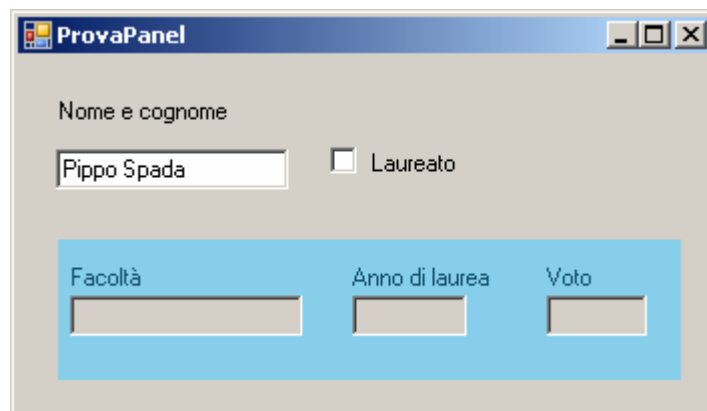 ProvaPanel
Nome e cognome
Pippo Spada
Laureato
Facoltà
Anno di laurea
Voto